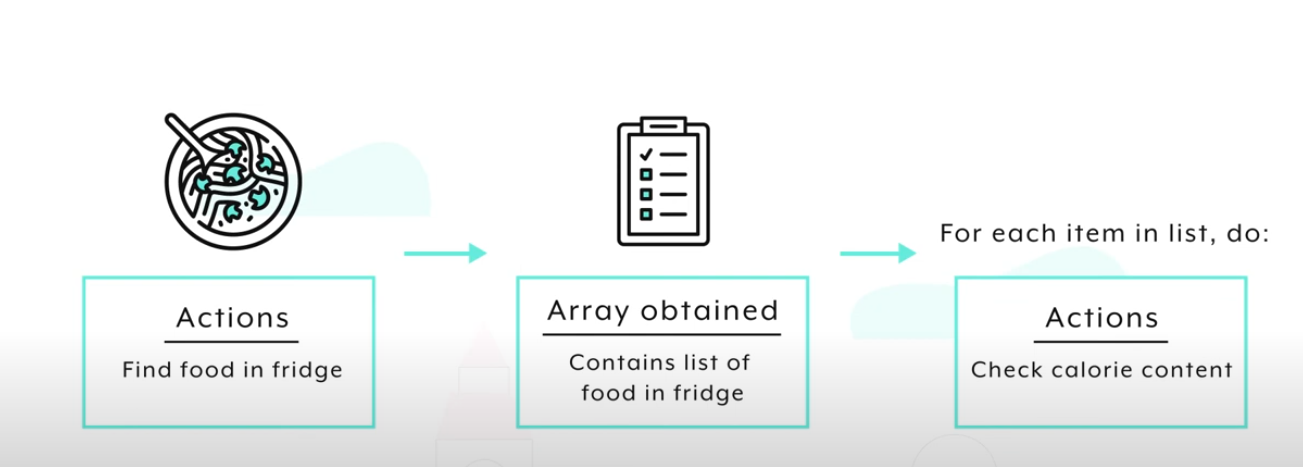 Actions
Find food in fridge
Array obtained
Contains list of
food in fridge
For each item in list, do:
Actions
Check calorie content